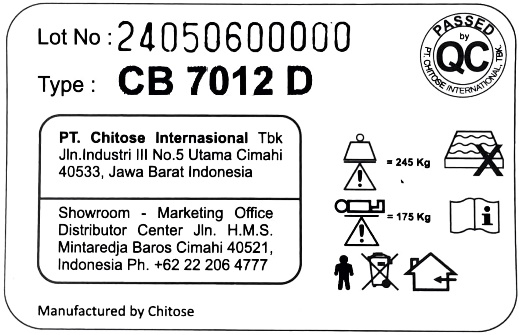 Lot No : 24050600000
Type : CB 7012 D
PASSED
by
QC
PT. CHITOSE INTERNATIONAL, TBK
PT. Chitose Internasional Tbk
Jln.Industri III No.5 Utama Cimahi
40533, Jawa Barat Indonesia
Showroom - Marketing Office
Distributor Center Jln. H.M.S.
Mintaredja Baros Cimahi 40521,
Indonesia Ph. +62 22 206 4777
= 245 Kg
= 175 Kg
Manufactured by Chitose